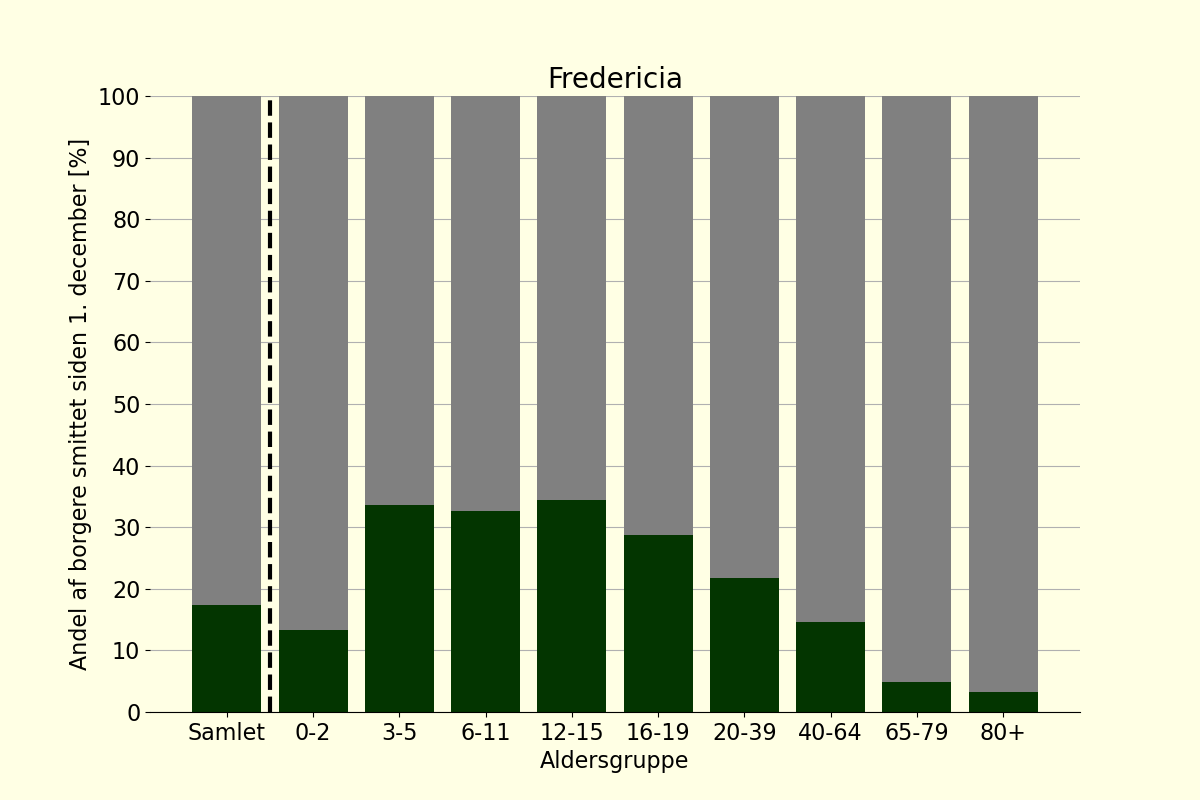 Fredericia
Andel af borgere smittet siden 1. december [%]
100
90
80
70
60
50
40
30
20
10
0
Samlet 0-2 3-5 6-11 12-15 16-19 20-39 40-64 65-79 80+
Aldersgruppe